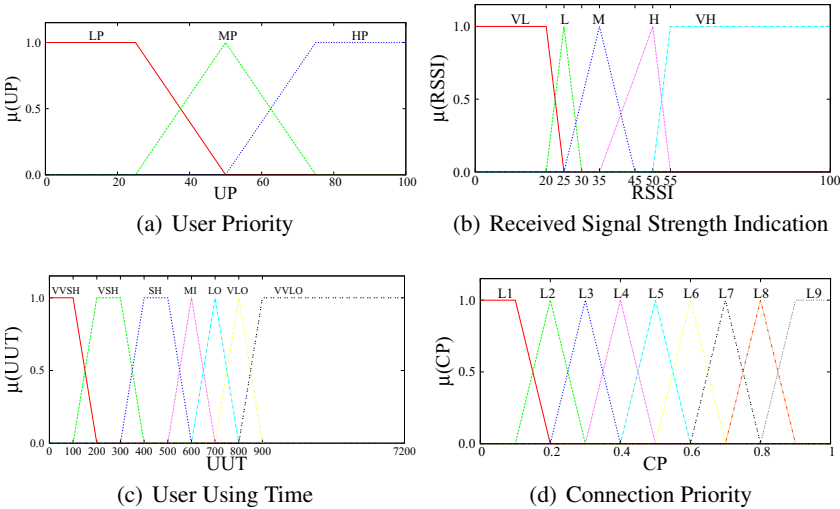 LP MP HP
1.0
0.5
0.0
0 20 40 60 80 100
μ(UP)
UP
(a) User Priority
VL L M H VH
1.0
0.5
0.0
0 20 25 30 35 45 50 55 100
μ(RSSI)
RSSI
(b) Received Signal Strength Indication
VVSH VSH SH MI LO VLO VVLO
1.0
0.5
0.0
0 100 200 300 400 500 600 700 800 900 7200
μ(UUT)
UUT
(c) User Using Time
L1 L2 L3 L4 L5 L6 L7 L8 L9
1.0
0.5
0.0
0 0.2 0.4 0.6 0.8 1
μ(CP)
CP
(d) Connection Priority